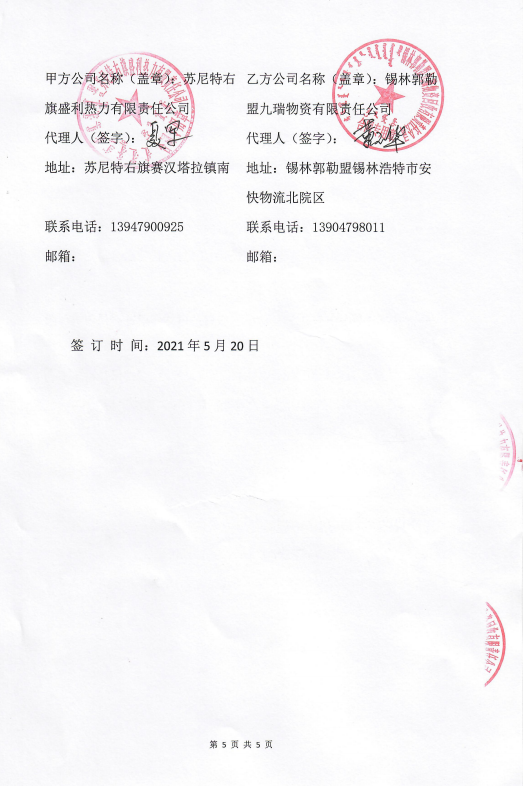 甲方公司名称（盖章）：苏尼特右
旗盛利热力有限责任公司
代理人（签字）：夏军
地址：苏尼特右旗赛汉塔拉镇南
联系电话：13947900925
邮箱：
乙方公司名称（盖章）：锡林郭勒
盟九瑞物资有限责任公司
代理人（签字）：
地址：锡林郭勒盟锡林浩特市安
快物流北院区
联系电话：13904798011
邮箱：
签 订 时 间：2021 年 5 月 20 日
第 5 页 共 5 页